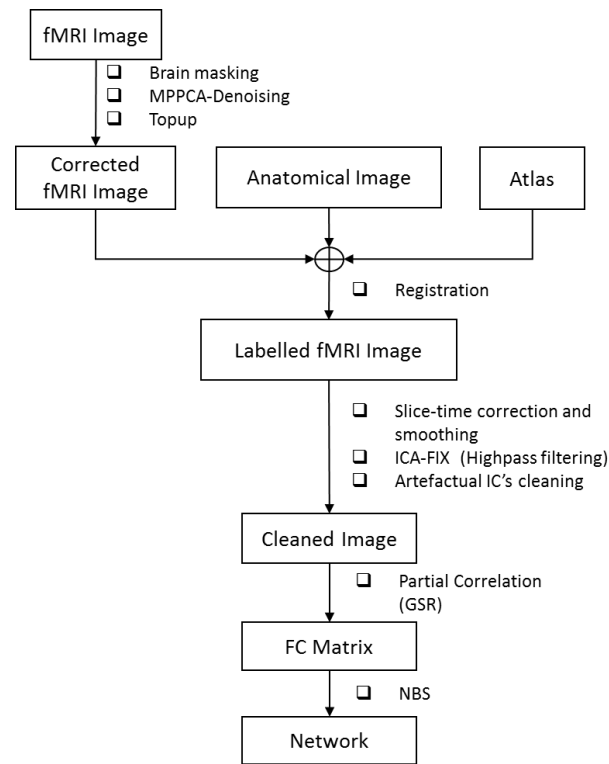 fMRI Image
Brain masking
MPPCA-Denoising
Topup
Corrected
fMRI Image
Anatomical Image
Atlas
Registration
Labelled fMRI Image
Slice-time correction and
smoothing
ICA-FIX (Highpass filtering)
Artefactual IC's cleaning
Cleaned Image
Partial Correlation
(GSR)
FC Matrix
NBS
Network